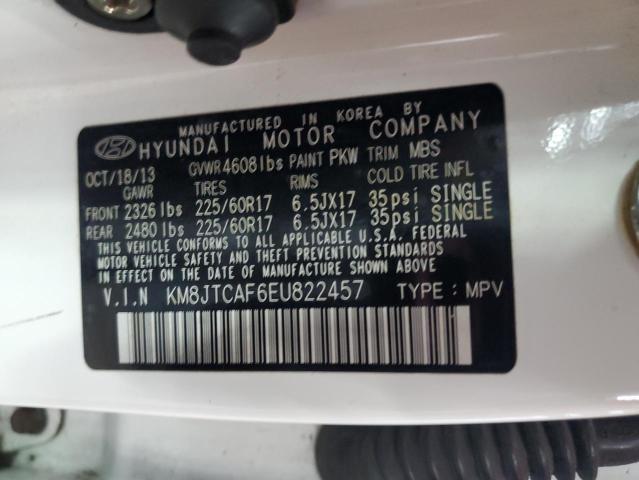 MANUFACTURED IN KOREA BY
HYUNDAI MOTOR COMPANY
OCT/18/13 GVWR 4608 lbs PAINT PKW TRIM MBS
GAWR TIRES RIMS COLD TIRE INFL
FRONT 2326 lbs 225/60R17 6.5JX17 35psi SINGLE
REAR 2480 lbs 225/60R17 6.5JX17 35psi SINGLE
THIS VEHICLE CONFORMS TO ALL APPLICABLE U.S.A. FEDERAL
MOTOR VEHICLE SAFETY AND THEFT PREVENTION STANDARDS
IN EFFECT ON THE DATE OF MANUFACTURE SHOWN ABOVE.
V.I.N KM8JTCAF6EU822457 TYPE : MPV